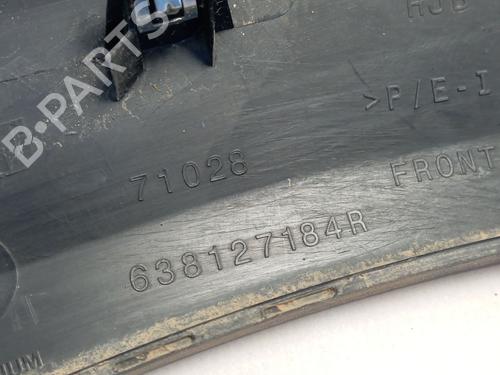 B-PARTS
>P/E-I
71028
FRONT
638127184R